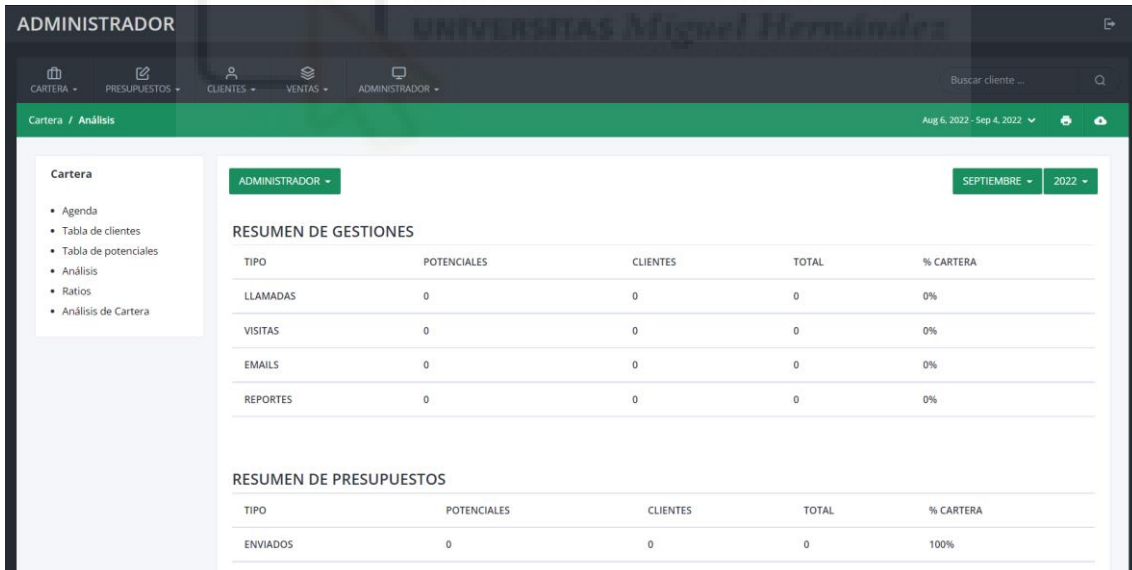 ADMINISTRADOR
UNIVERSITAS Miguel Hernández
CARTERA
PRESUPUESTOS
CLIENTES
VENTAS
ADMINISTRADOR
Buscar cliente ...
Cartera / Análisis
Aug 6, 2022 - Sep 4, 2022
Cartera
Agenda
Tabla de clientes
Tabla de potenciales
Análisis
Ratios
Análisis de Cartera
ADMINISTRADOR
SEPTIEMBRE
2022
RESUMEN DE GESTIONES
TIPO POTENCIALES CLIENTES TOTAL % CARTERA
LLAMADAS 0 0 0 0%
VISITAS 0 0 0 0%
EMAILS 0 0 0 0%
REPORTES 0 0 0 0%
RESUMEN DE PRESUPUESTOS
TIPO POTENCIALES CLIENTES TOTAL % CARTERA
ENVIADOS 0 0 0 100%